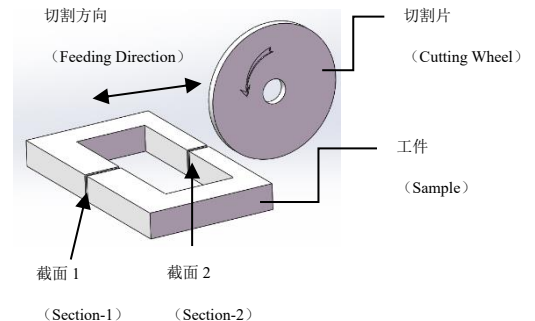 切割方向
（Feeding Direction）
切割片
（Cutting Wheel）
工件
（Sample）
截面 1
（Section-1）
截面 2
（Section-2）